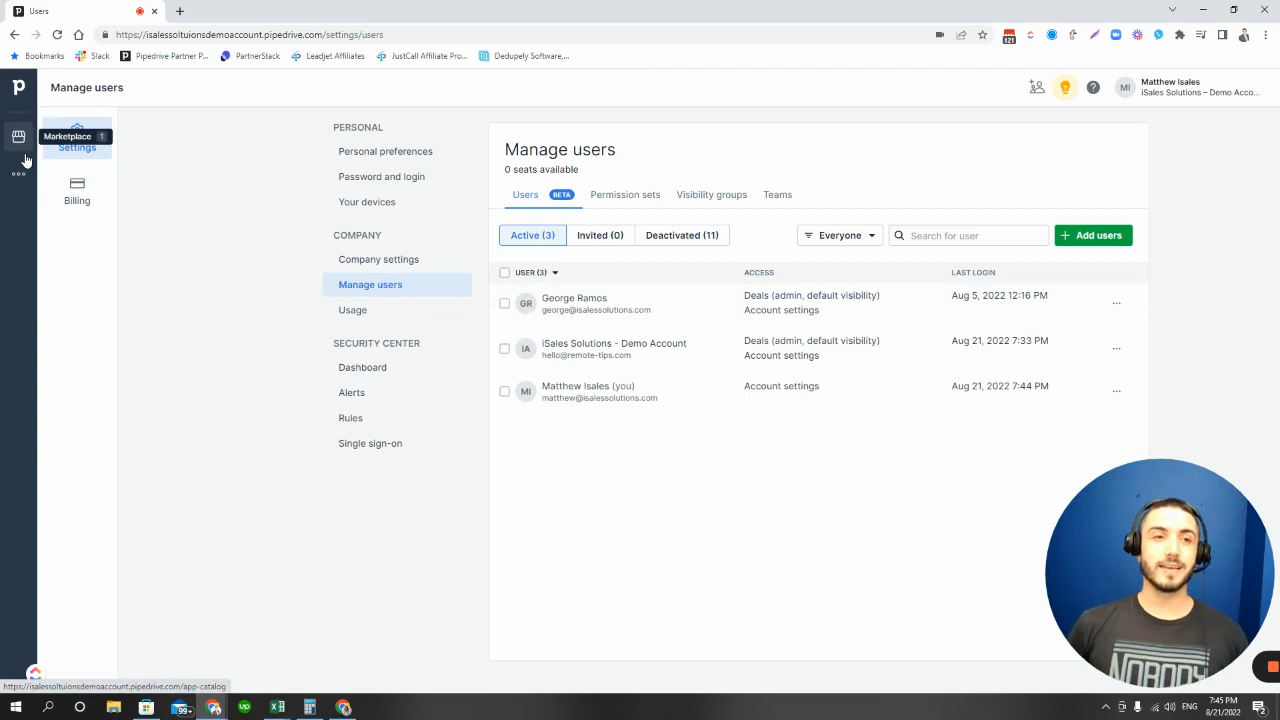 Users
https://isalessoltuionsdemoaccount.pipedrive.com/settings/users
121
Bookmarks
Slack
Pipedrive Partner P...
PartnerStack
Leadjet Affiliates
JustCall Affiliate Pro...
Dedupely Software,...
Manage users
MI
Matthew Isales
iSales Solutions – Demo Acco...
Marketplace 1
Settings
Billing
PERSONAL
Personal preferences
Password and login
Your devices
COMPANY
Company settings
Manage users
Usage
SECURITY CENTER
Dashboard
Alerts
Rules
Single sign-on
Manage users
0 seats available
Users BETA
Permission sets
Visibility groups
Teams
Active (3)
Invited (0)
Deactivated (11)
Everyone
Search for user
Add users
USER (3)
ACCESS
LAST LOGIN
GR
George Ramos
george@isalessolutions.com
Deals (admin, default visibility)
Account settings
Aug 5, 2022 12:16 PM
IA
iSales Solutions - Demo Account
hello@remote-tips.com
Deals (admin, default visibility)
Account settings
Aug 21, 2022 7:33 PM
MI
Matthew Isales (you)
matthew@isalessolutions.com
Account settings
Aug 21, 2022 7:44 PM
NOBODY
https://isalessoltuionsdemoaccount.pipedrive.com/app-catalog
99+
up
ENG
7:45 PM
8/21/2022
2